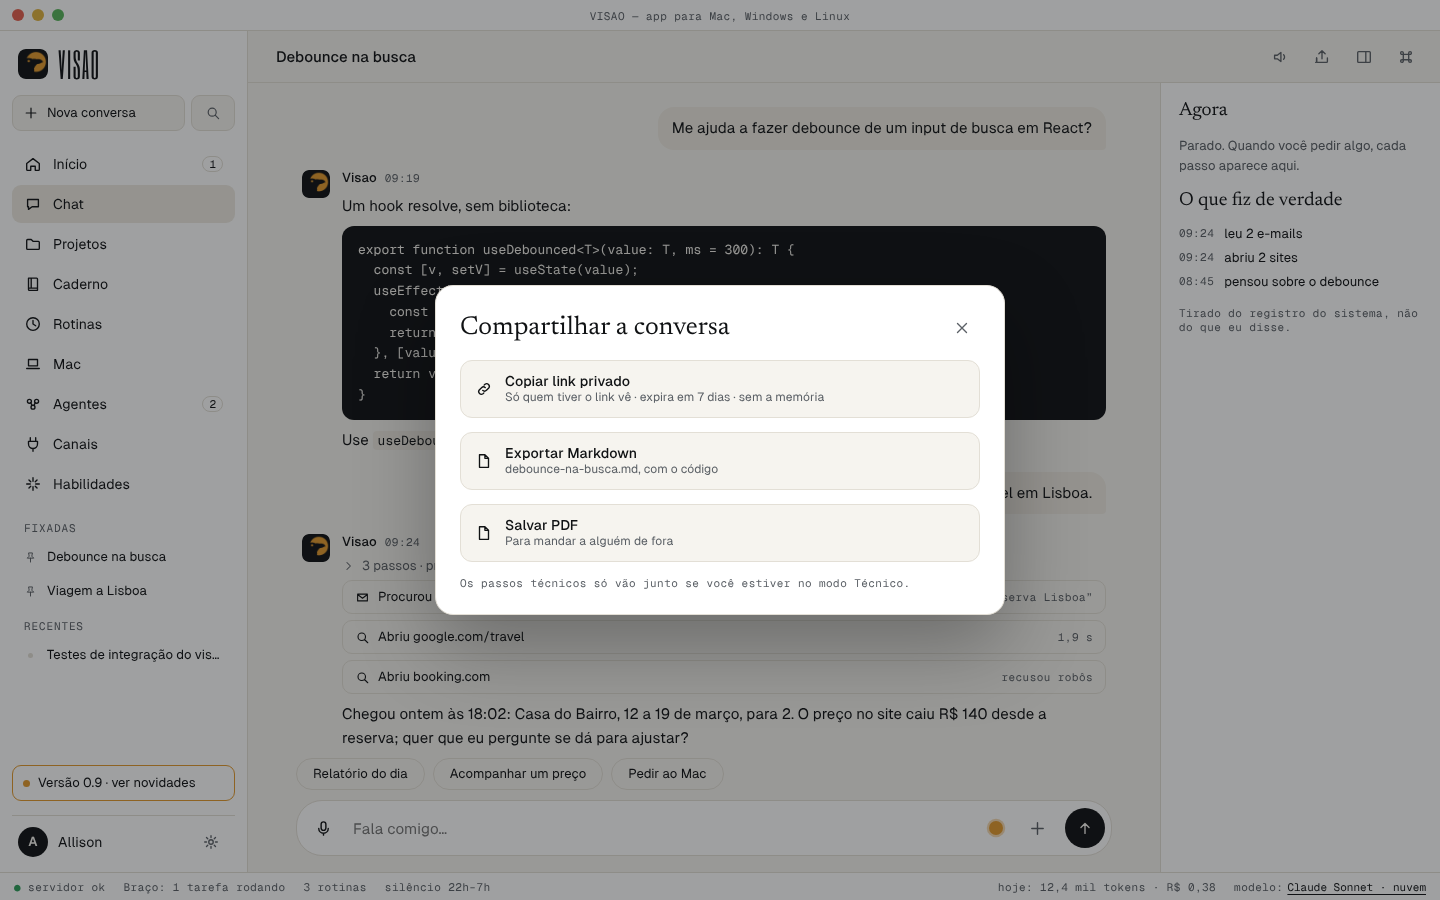 VISAO — app para Mac, Windows e Linux
VISAO
Nova conversa
Início 1
Chat
Projetos
Caderno
Rotinas
Mac
Agentes 2
Canais
Habilidades
FIXADAS
Debounce na busca
Viagem a Lisboa
RECENTES
Testes de integração do vis…
Versão 0.9 · ver novidades
A Allison
Debounce na busca
Me ajuda a fazer debounce de um input de busca em React?
Visao 09:19
Um hook resolve, sem biblioteca:
export function useDebounced<T>(value: T, ms = 300): T {
const [v, setV] = useState(value);
useEffect
const
return
}, [valu
return v
}
Use useDebou
el em Lisboa.
Visao 09:24
3 passos · p
Procurou
serva Lisboa"
Abriu google.com/travel 1,9 s
Abriu booking.com recusou robôs
Chegou ontem às 18:02: Casa do Bairro, 12 a 19 de março, para 2. O preço no site caiu R$ 140 desde a
reserva; quer que eu pergunte se dá para ajustar?
Relatório do dia Acompanhar um preço Pedir ao Mac
Fala comigo…
Compartilhar a conversa
Copiar link privado
Só quem tiver o link vê · expira em 7 dias · sem a memória
Exportar Markdown
debounce-na-busca.md, com o código
Salvar PDF
Para mandar a alguém de fora
Os passos técnicos só vão junto se você estiver no modo Técnico.
Agora
Parado. Quando você pedir algo, cada
passo aparece aqui.
O que fiz de verdade
09:24 leu 2 e-mails
09:24 abriu 2 sites
08:45 pensou sobre o debounce
Tirado do registro do sistema, não
do que eu disse.
servidor ok Braço: 1 tarefa rodando 3 rotinas silêncio 22h-7h
hoje: 12,4 mil tokens · R$ 0,38 modelo: Claude Sonnet · nuvem